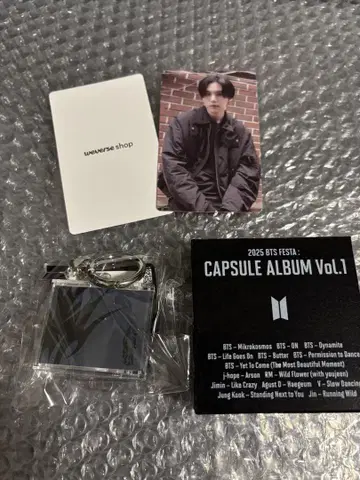 weverse shop
2025 BTS FESTA :
CAPSULE ALBUM Vol.1
BTS – Mikrokosmos BTS – ON BTS – Dynamite
BTS – Life Goes On BTS – Butter BTS – Permission to Dance
BTS – Yet To Come (The Most Beautiful Moment)
j-hope – Arson RM – Wild Flower (with youjeen)
Jimin – Like Crazy Agust D – Haegeum V – Slow Dancing
Jung Kook – Standing Next to You Jin – Running Wild